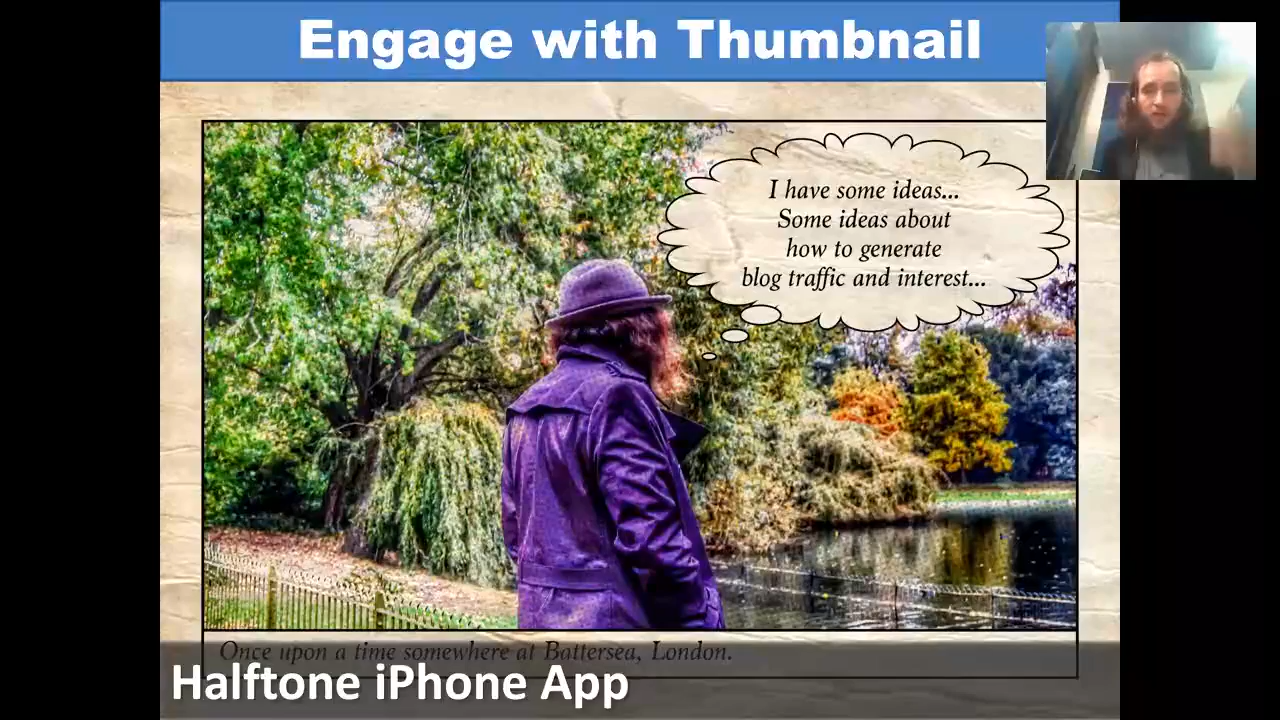 Engage with Thumbnail
I have some ideas...
Some ideas about
how to generate
blog traffic and interest...
Once upon a time somewhere at Battersea, London.
Halftone iPhone App